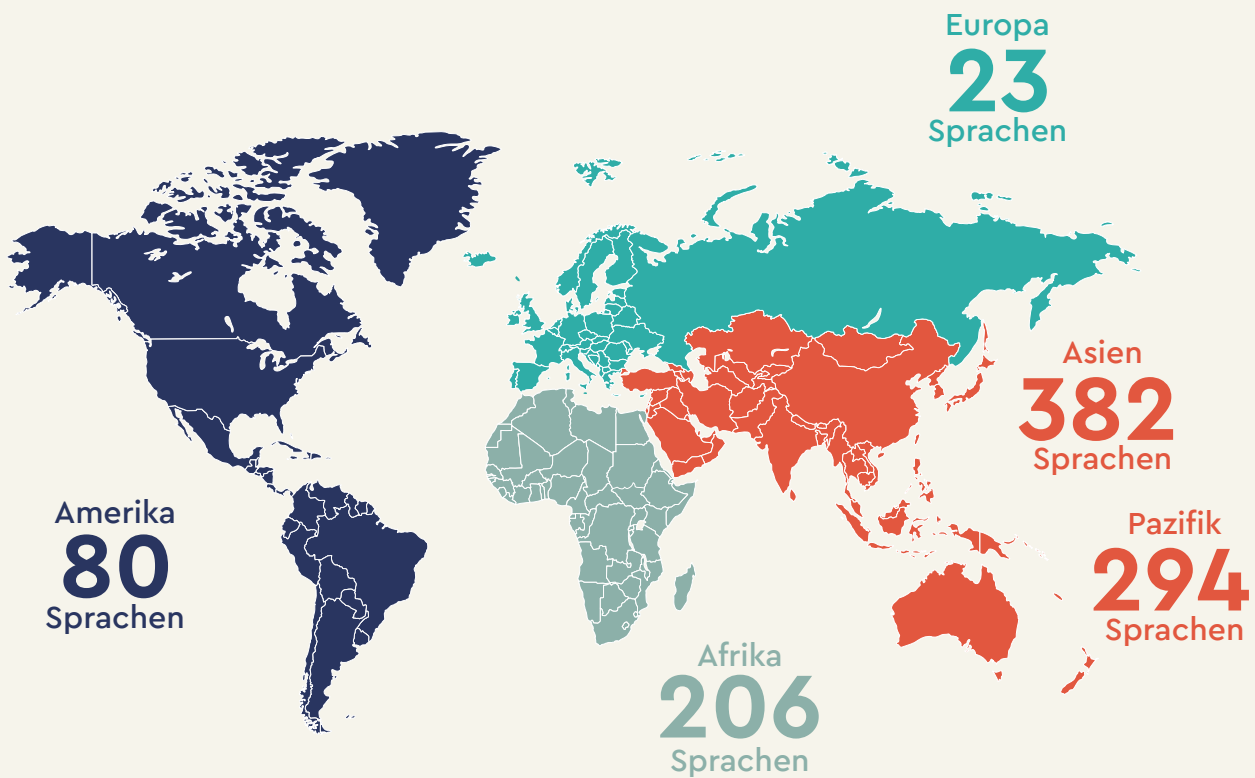 Europa
23
Sprachen
Asien
382
Sprachen
Amerika
80
Sprachen
Pazifik
294
Sprachen
Afrika
206
Sprachen